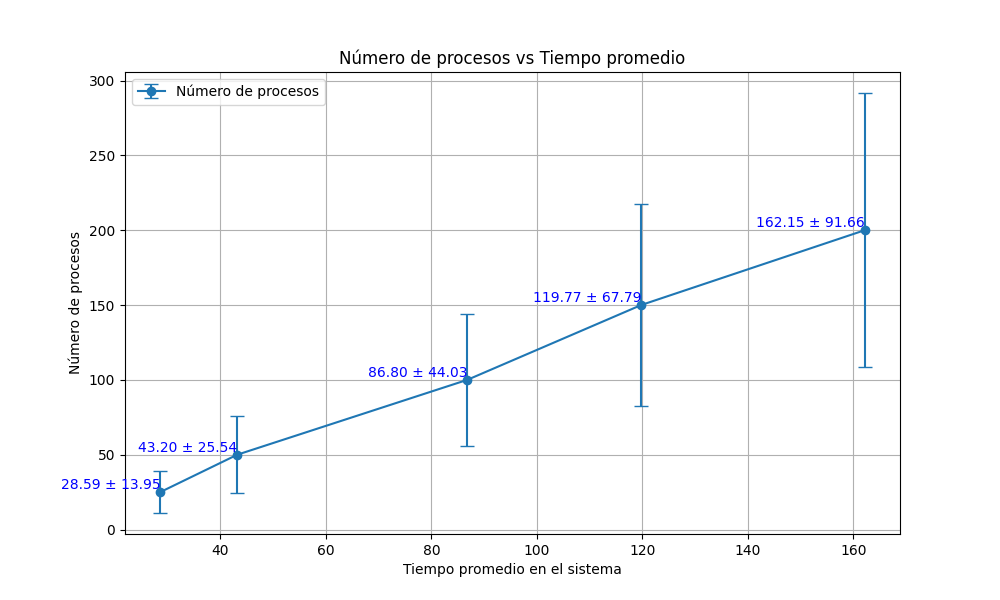 Número de procesos vs Tiempo promedio
Número de procesos
300
250
200
150
100
50
0
Número de procesos
162.15 ± 91.66
119.77 ± 67.79
86.80 ± 44.03
43.20 ± 25.54
28.59 ± 13.95
40 60 80 100 120 140 160
Tiempo promedio en el sistema